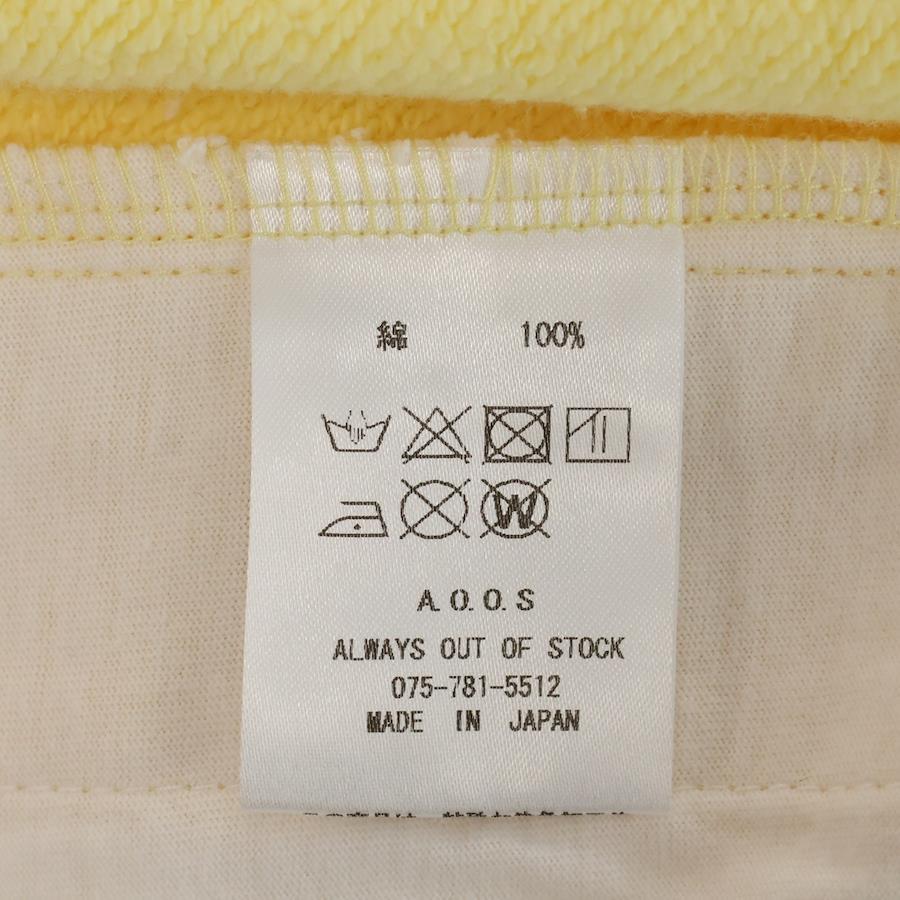 綿 100%
W
A.O.O.S
ALWAYS OUT OF STOCK
075-781-5512
MADE IN JAPAN